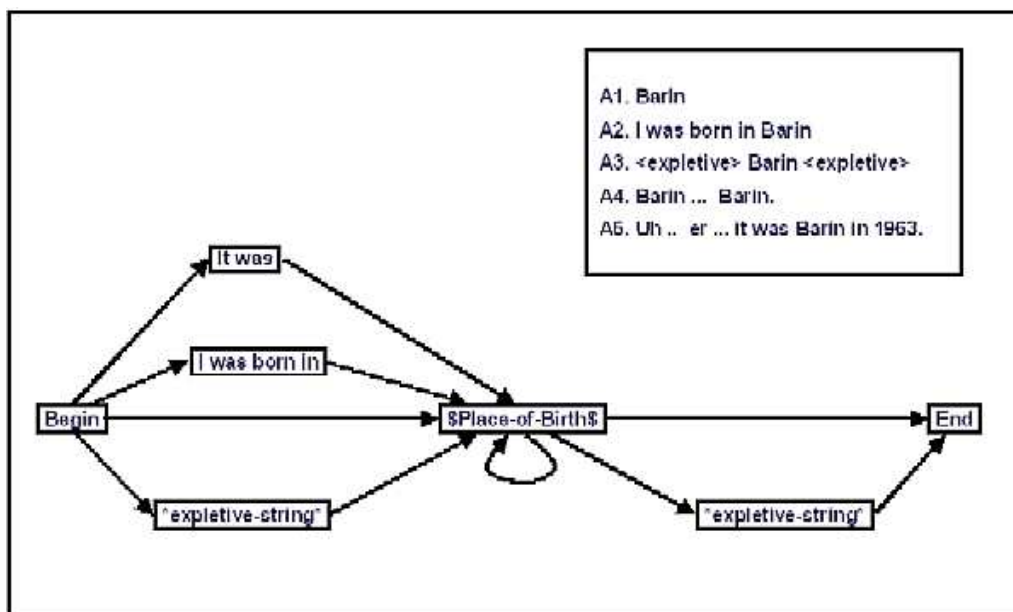 A1. Barin
A2. I was born in Barin
A3. <expletive> Barin <expletive>
A4. Barin ... Barin.
A5. Uh .. er ... it was Barin in 1963.
It was
I was born in
Begin
$Place-of-Birth$
End
"expletive-string"
"expletive-string"